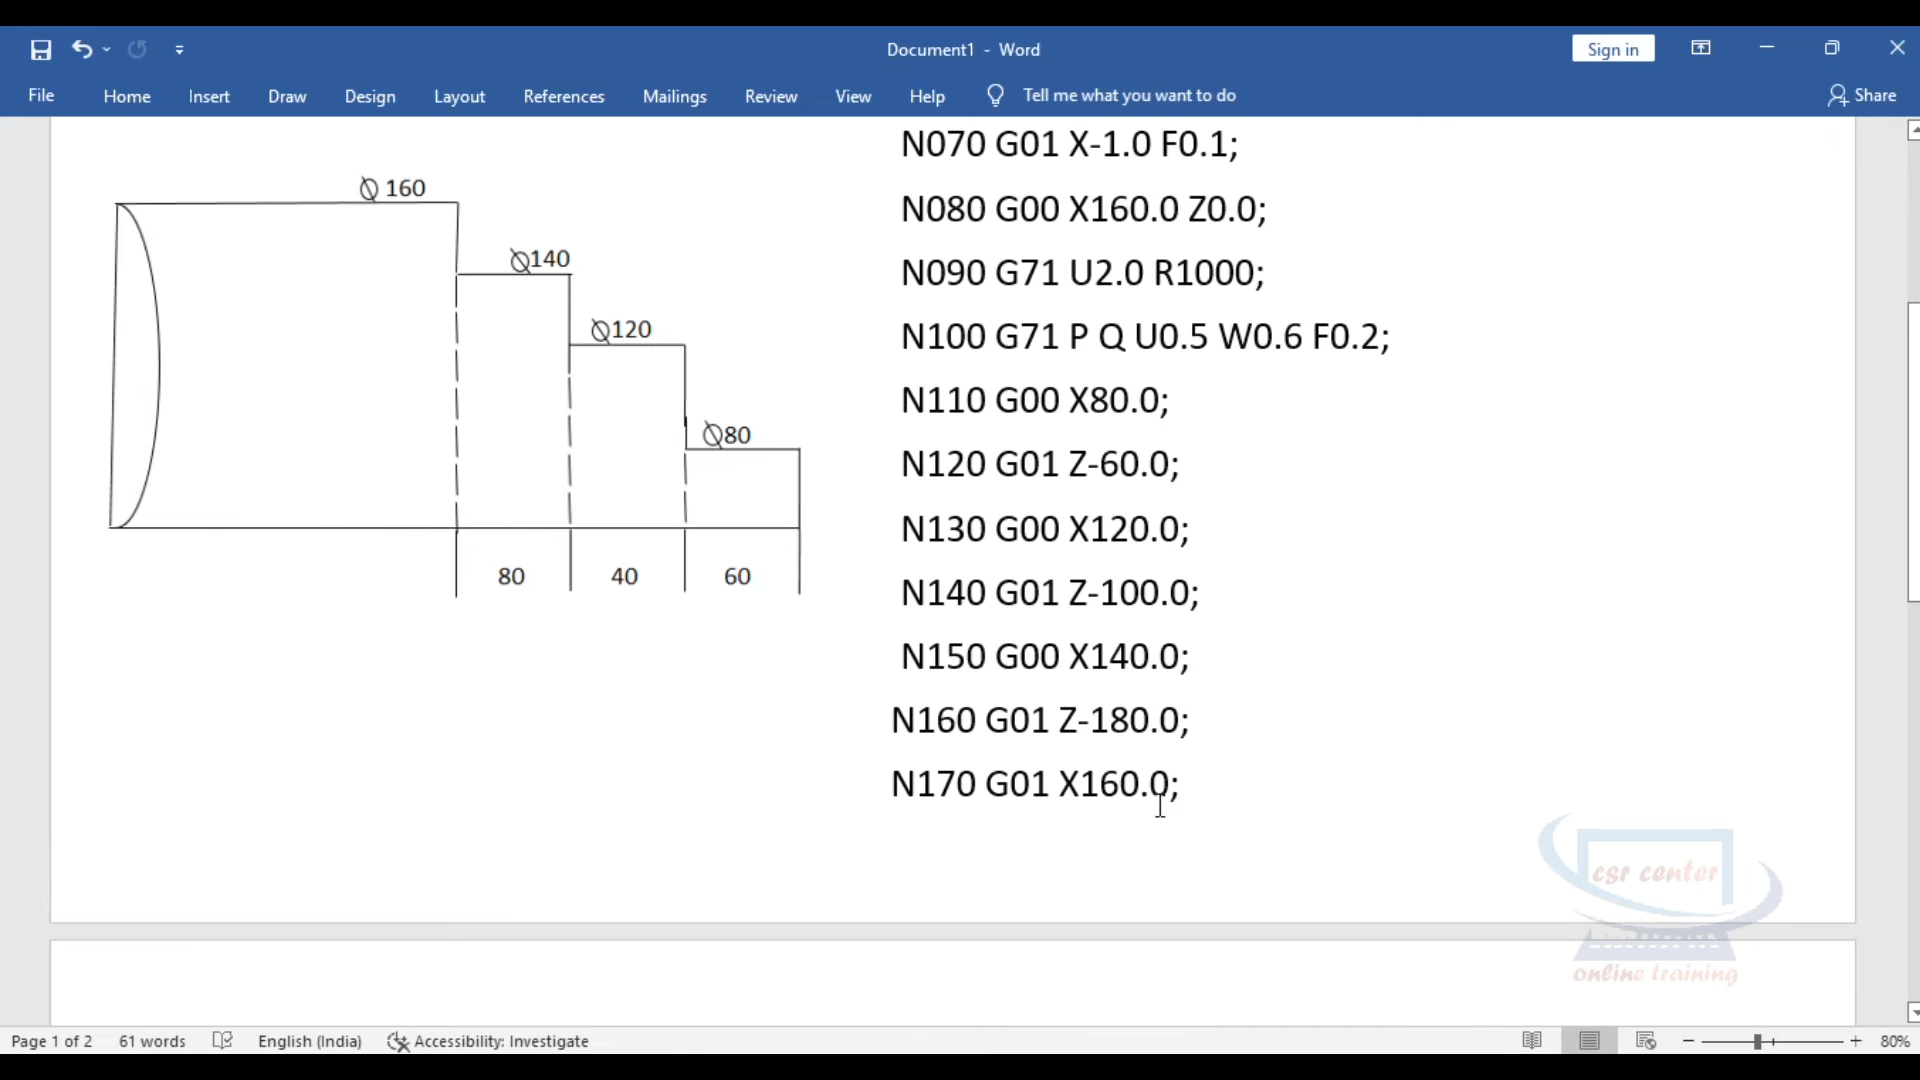 Document1 - Word
Sign in
File Home Insert Draw Design Layout References Mailings Review View Help Tell me what you want to do Share
N070 G01 X-1.0 F0.1;
N080 G00 X160.0 Z0.0;
N090 G71 U2.0 R1000;
N100 G71 P Q U0.5 W0.6 F0.2;
N110 G00 X80.0;
N120 G01 Z-60.0;
N130 G00 X120.0;
N140 G01 Z-100.0;
N150 G00 X140.0;
N160 G01 Z-180.0;
N170 G01 X160.0;
Ø 160
Ø140
Ø120
Ø80
80 40 60
csr center
online training
Page 1 of 2 61 words English (India) Accessibility: Investigate 80%